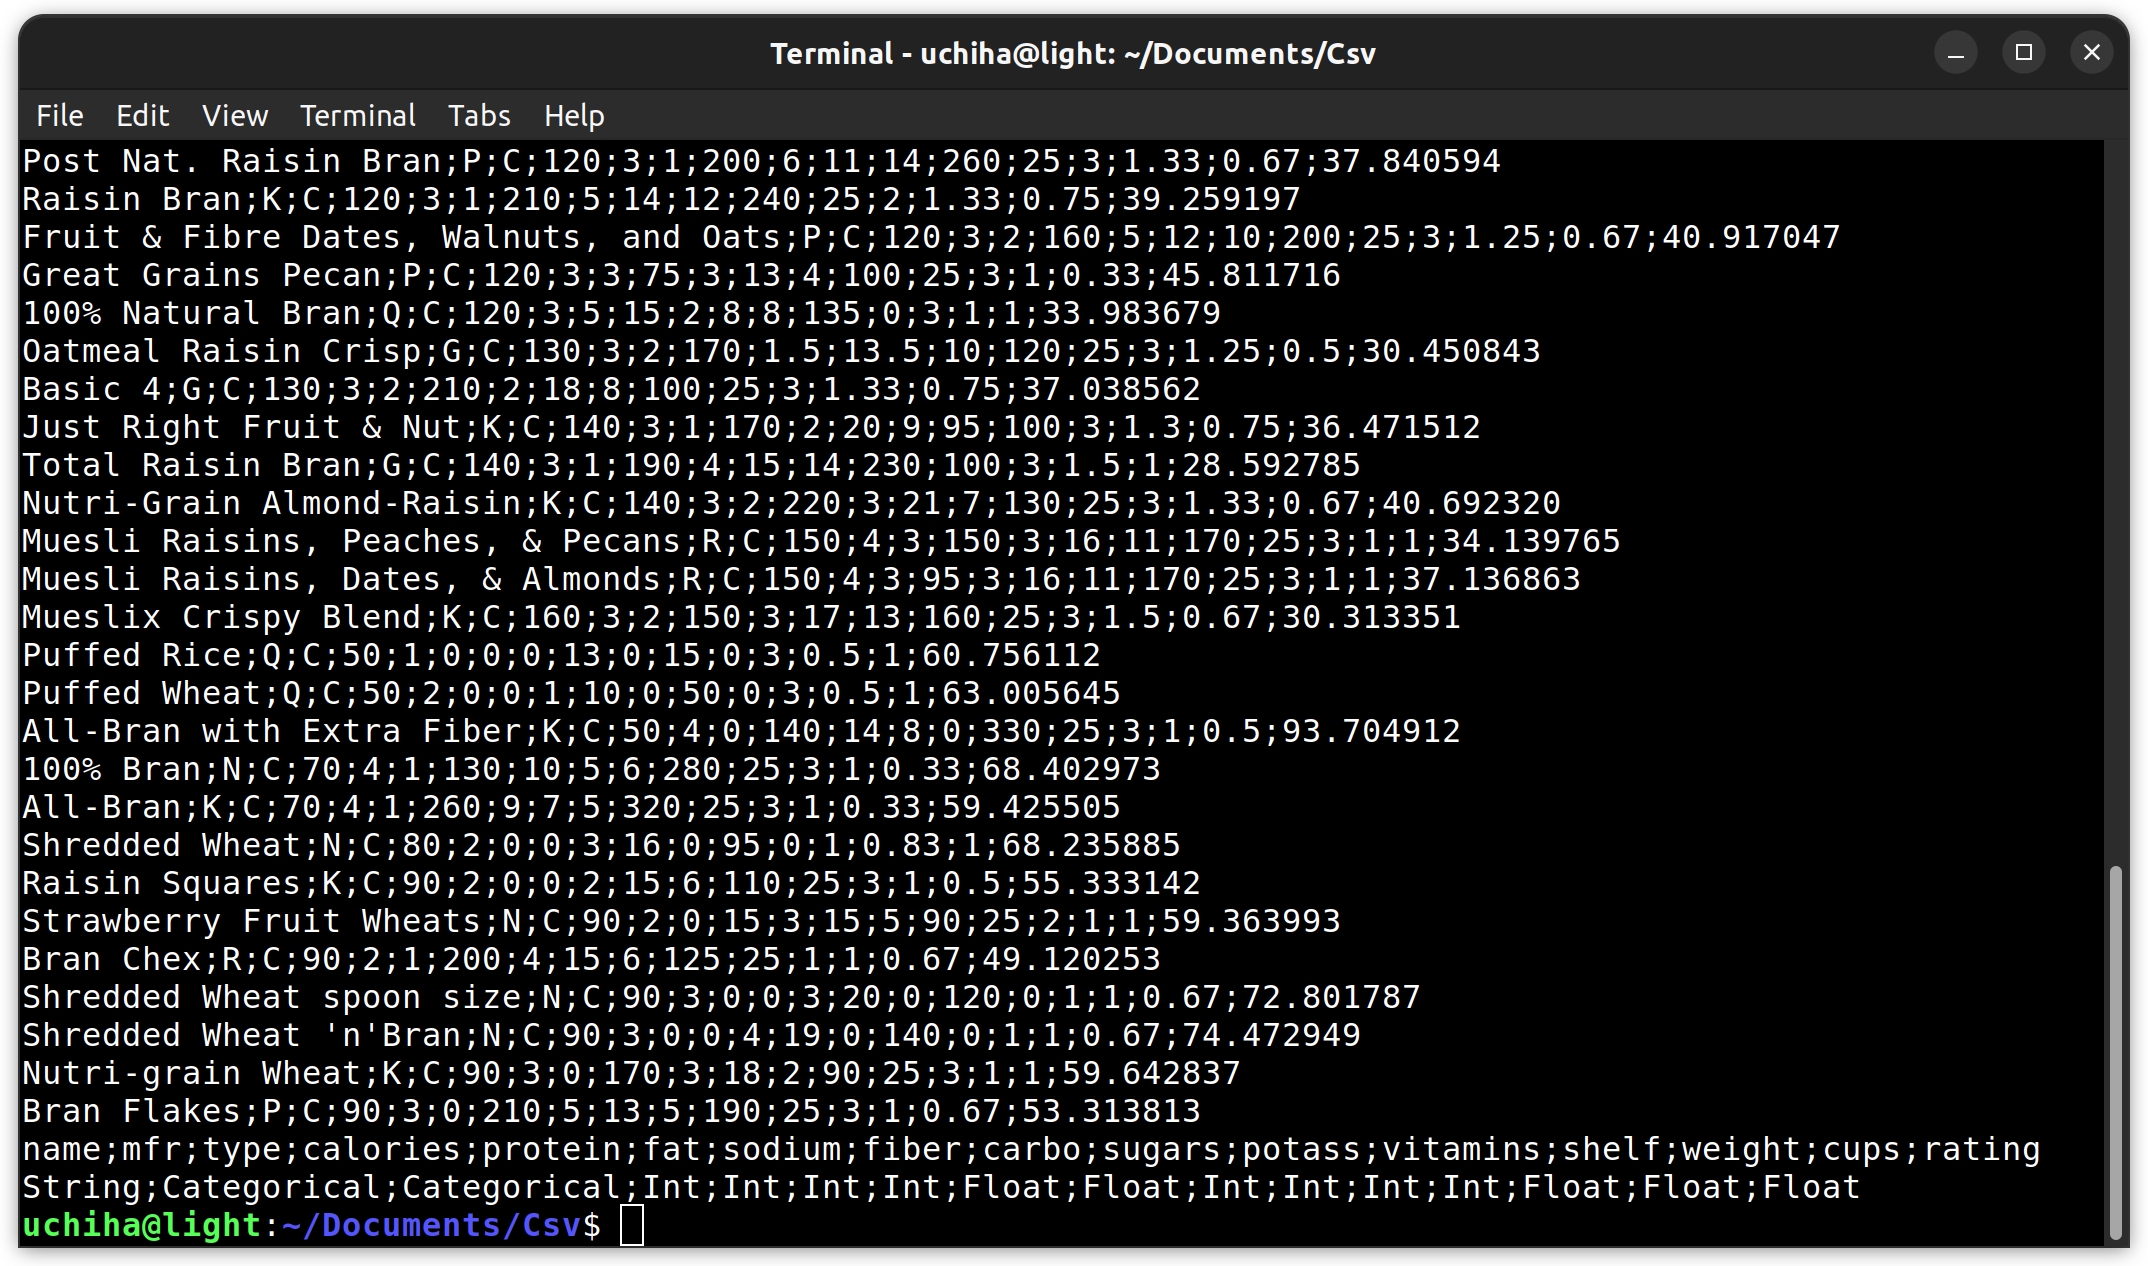 Terminal - uchiha@light: ~/Documents/Csv
File Edit View Terminal Tabs Help
Post Nat. Raisin Bran;P;C;120;3;1;200;6;11;14;260;25;3;1.33;0.67;37.840594
Raisin Bran;K;C;120;3;1;210;5;14;12;240;25;2;1.33;0.75;39.259197
Fruit & Fibre Dates, Walnuts, and Oats;P;C;120;3;2;160;5;12;10;200;25;3;1.25;0.67;40.917047
Great Grains Pecan;P;C;120;3;3;75;3;13;4;100;25;3;1;0.33;45.811716
100% Natural Bran;Q;C;120;3;5;15;2;8;8;135;0;3;1;1;33.983679
Oatmeal Raisin Crisp;G;C;130;3;2;170;1.5;13.5;10;120;25;3;1.25;0.5;30.450843
Basic 4;G;C;130;3;2;210;2;18;8;100;25;3;1.33;0.75;37.038562
Just Right Fruit & Nut;K;C;140;3;1;170;2;20;9;95;100;3;1.3;0.75;36.471512
Total Raisin Bran;G;C;140;3;1;190;4;15;14;230;100;3;1.5;1;28.592785
Nutri-Grain Almond-Raisin;K;C;140;3;2;220;3;21;7;130;25;3;1.33;0.67;40.692320
Muesli Raisins, Peaches, & Pecans;R;C;150;4;3;150;3;16;11;170;25;3;1;1;34.139765
Muesli Raisins, Dates, & Almonds;R;C;150;4;3;95;3;16;11;170;25;3;1;1;37.136863
Mueslix Crispy Blend;K;C;160;3;2;150;3;17;13;160;25;3;1.5;0.67;30.313351
Puffed Rice;Q;C;50;1;0;0;0;13;0;15;0;3;0.5;1;60.756112
Puffed Wheat;Q;C;50;2;0;0;1;10;0;50;0;3;0.5;1;63.005645
All-Bran with Extra Fiber;K;C;50;4;0;140;14;8;0;330;25;3;1;0.5;93.704912
100% Bran;N;C;70;4;1;130;10;5;6;280;25;3;1;0.33;68.402973
All-Bran;K;C;70;4;1;260;9;7;5;320;25;3;1;0.33;59.425505
Shredded Wheat;N;C;80;2;0;0;3;16;0;95;0;1;0.83;1;68.235885
Raisin Squares;K;C;90;2;0;0;2;15;6;110;25;3;1;0.5;55.333142
Strawberry Fruit Wheats;N;C;90;2;0;15;3;15;5;90;25;2;1;1;59.363993
Bran Chex;R;C;90;2;1;200;4;15;6;125;25;1;1;0.67;49.120253
Shredded Wheat spoon size;N;C;90;3;0;0;3;20;0;120;0;1;1;0.67;72.801787
Shredded Wheat 'n'Bran;N;C;90;3;0;0;4;19;0;140;0;1;1;0.67;74.472949
Nutri-grain Wheat;K;C;90;3;0;170;3;18;2;90;25;3;1;1;59.642837
Bran Flakes;P;C;90;3;0;210;5;13;5;190;25;3;1;0.67;53.313813
name;mfr;type;calories;protein;fat;sodium;fiber;carbo;sugars;potass;vitamins;shelf;weight;cups;rating
String;Categorical;Categorical;Int;Int;Int;Int;Float;Float;Int;Int;Int;Int;Float;Float;Float
uchiha@light:~/Documents/Csv$